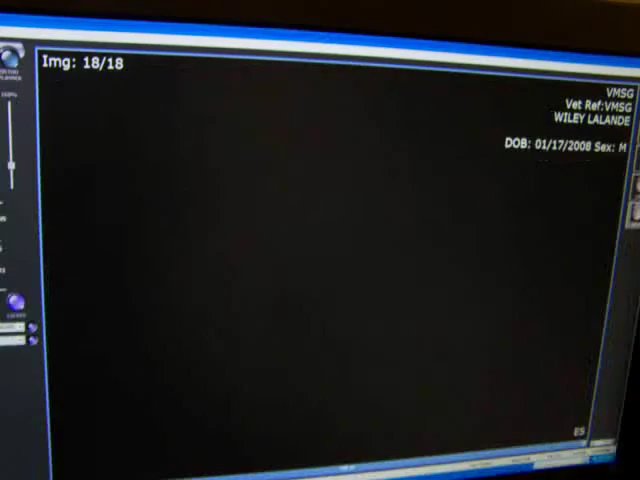 Img: 18/18
VMSG
Vet Ref:VMSG
WILEY LALANDE
DOB: 01/17/2008 Sex: M
ES